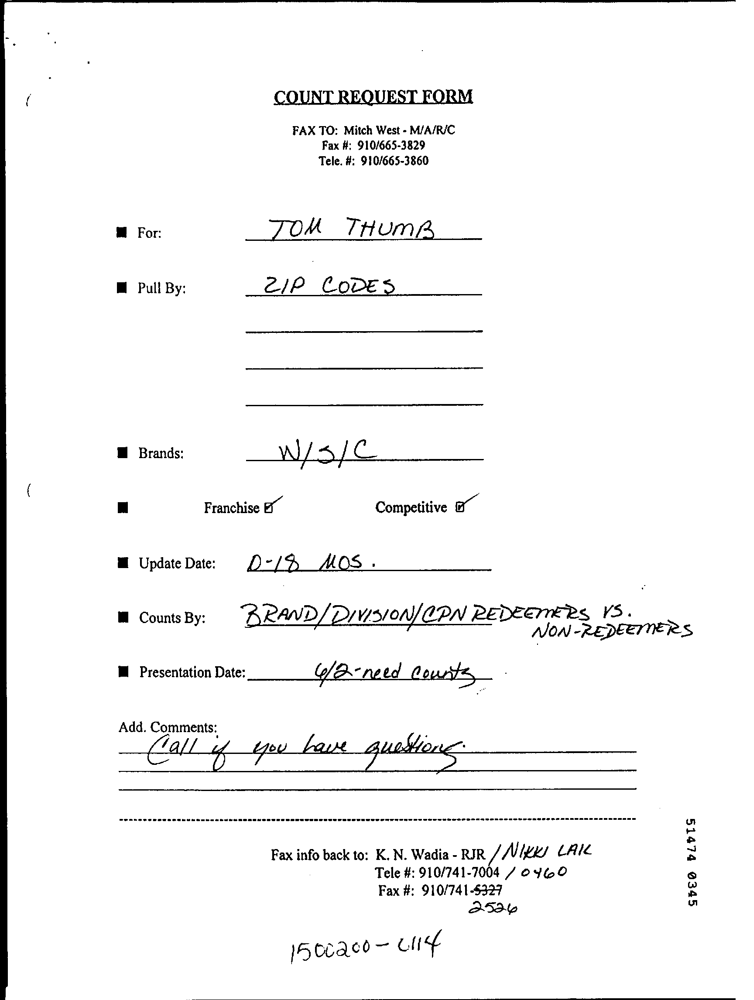 COUNT REQUEST FORM
FAX TO: Mitch West - M/A/R/C
Fax #: 910/665-3829
Tele. #: 910/665-3860
For: TOM THUMB
Pull By: ZIP CODES
Brands: W/S/C
Franchise Competitive
Update Date: 0-18 MOS.
Counts By: BRAND/DIVISION/CPN REDEEMERS VS.
NON-REDEEMERS
Presentation Date: 6/2-need counts
Add. Comments:
Call if you have questions.
Fax info back to: K. N. Wadia - RJR / NIKKI LAIL
Tele #: 910/741-7004 / 0460
Fax #: 910/741-5327
2526
51474 0345